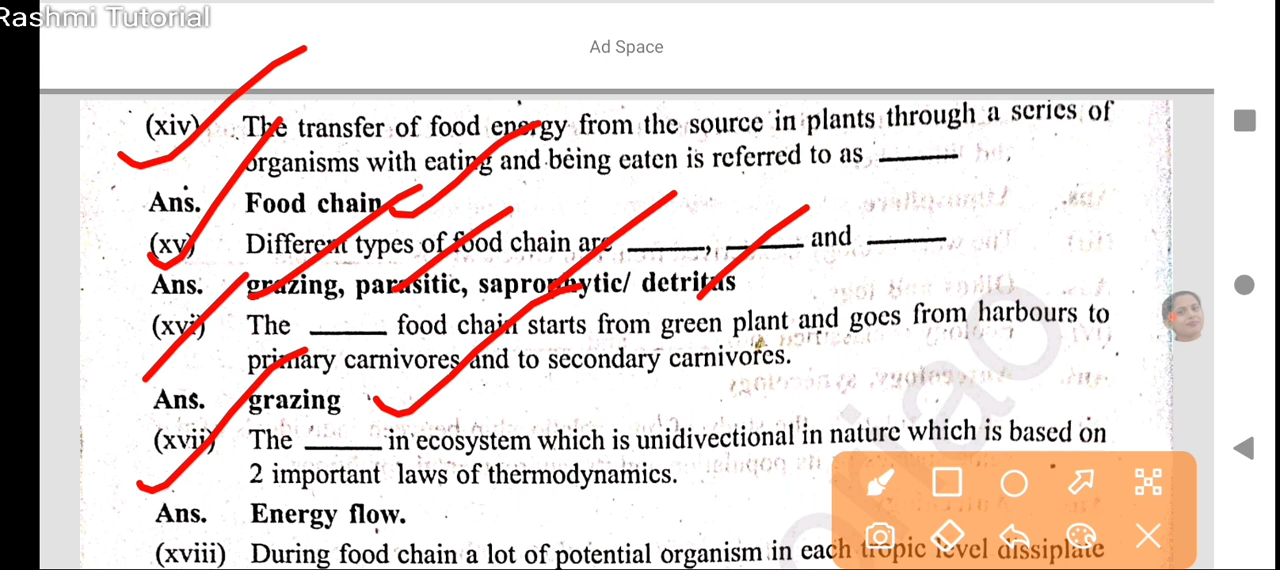 Rashmi Tutorial
Ad Space
(xiv) The transfer of food energy from the source in plants through a series of
organisms with eating and being eaten is referred to as ______
Ans. Food chain
(xv) Different types of food chain are ______, ______ and ______
Ans. grazing, parasitic, saprophytic/ detritus
(xvi) The ______ food chain starts from green plant and goes from harbours to
primary carnivores and to secondary carnivores.
Ans. grazing
(xvii) The ______ in ecosystem which is unidivectional in nature which is based on
2 important laws of thermodynamics.
Ans. Energy flow.
(xviii) During food chain a lot of potential organism in each tropic level dissiplate